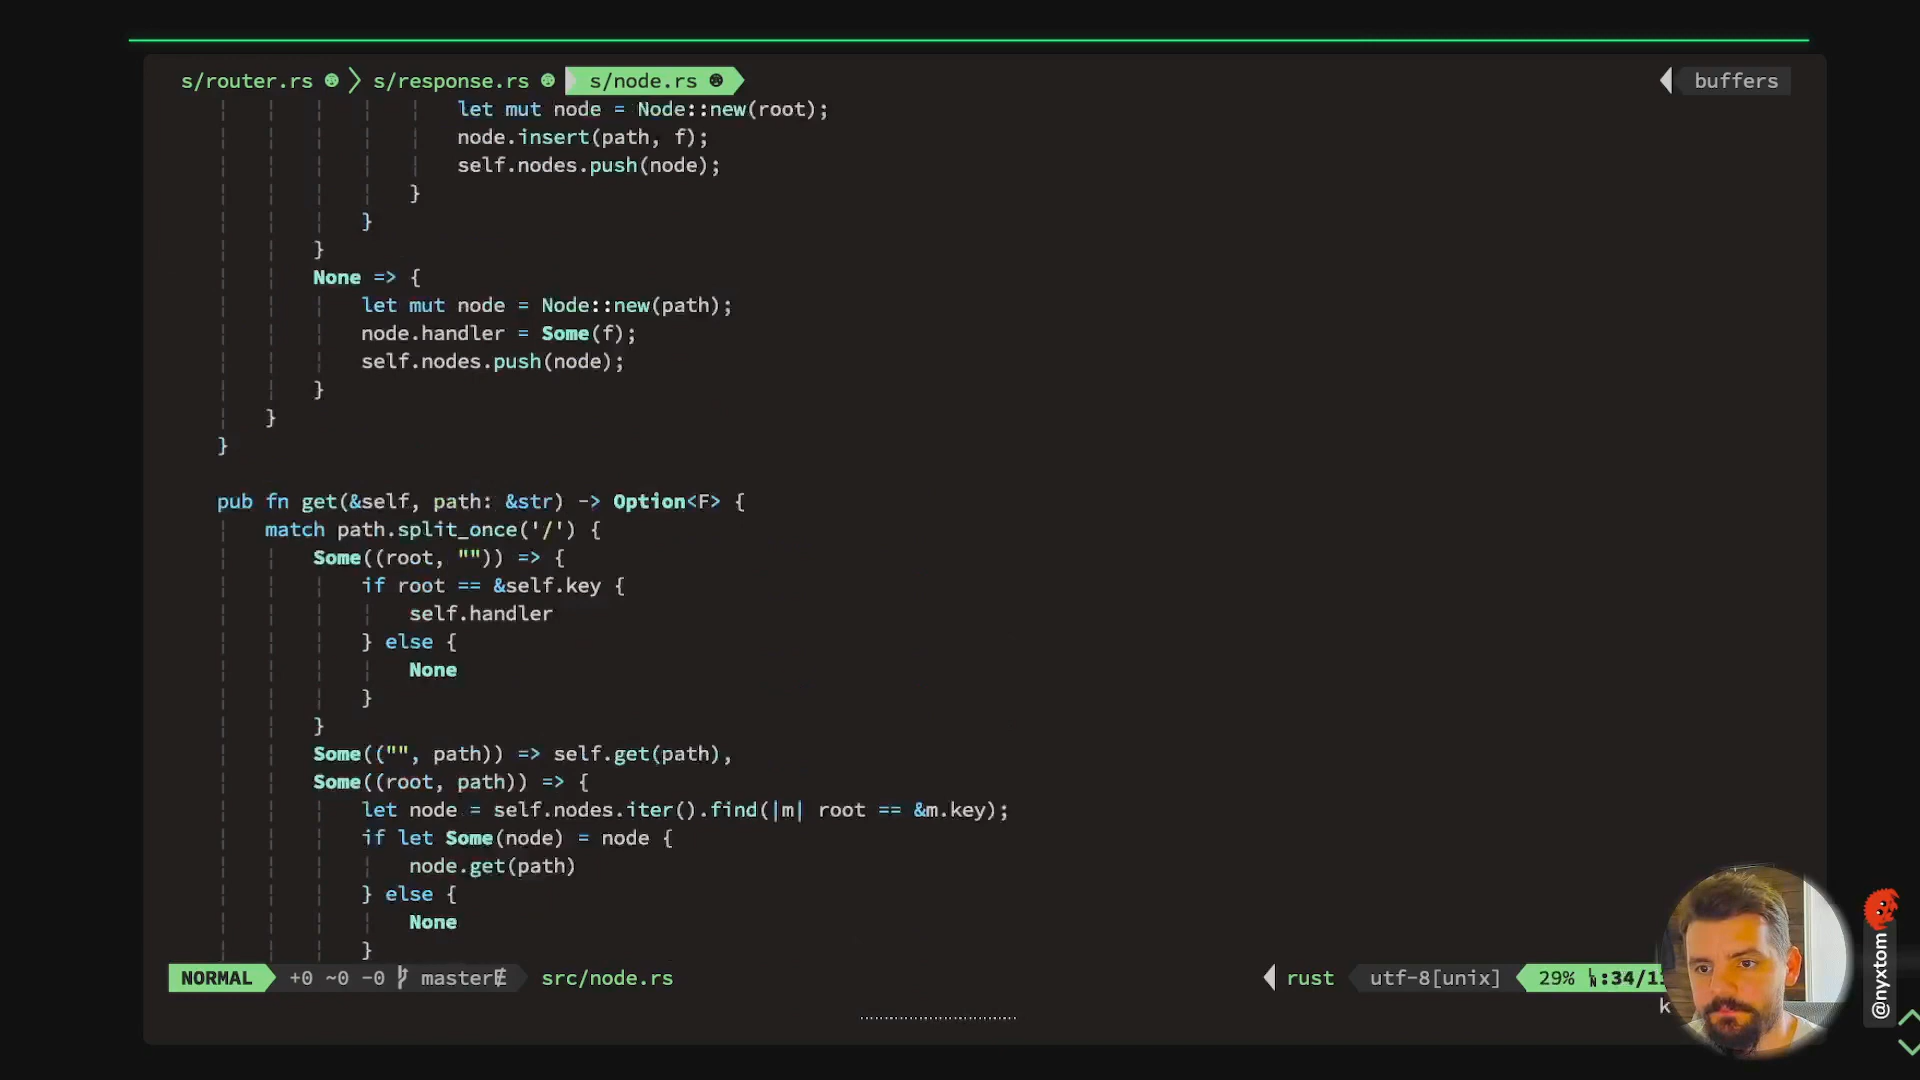 s/router.rs s/response.rs s/node.rs buffers
let mut node = Node::new(root);
node.insert(path, f);
self.nodes.push(node);
}
}
}
None => {
let mut node = Node::new(path);
node.handler = Some(f);
self.nodes.push(node);
}
}
}
pub fn get(&self, path: &str) -> Option<F> {
match path.split_once('/') {
Some((root, "")) => {
if root == &self.key {
self.handler
} else {
None
}
}
Some(("", path)) => self.get(path),
Some((root, path)) => {
let node = self.nodes.iter().find(|m| root == &m.key);
if let Some(node) = node {
node.get(path)
} else {
None
}
NORMAL +0 ~0 -0 master src/node.rs rust utf-8[unix] 29% :34/1
k
@nyxtom